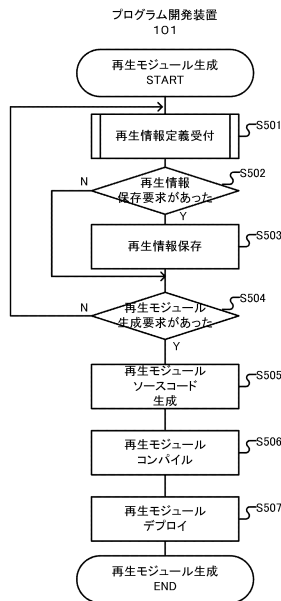 プログラム開発装置
101
再生モジュール生成
START
再生情報定義受付
S501
再生情報
保存要求があった
S502
N
Y
再生情報保存
S503
再生モジュール
生成要求があった
S504
N
Y
再生モジュール
ソースコード
生成
S505
再生モジュール
コンパイル
S506
再生モジュール
デプロイ
S507
再生モジュール生成
END